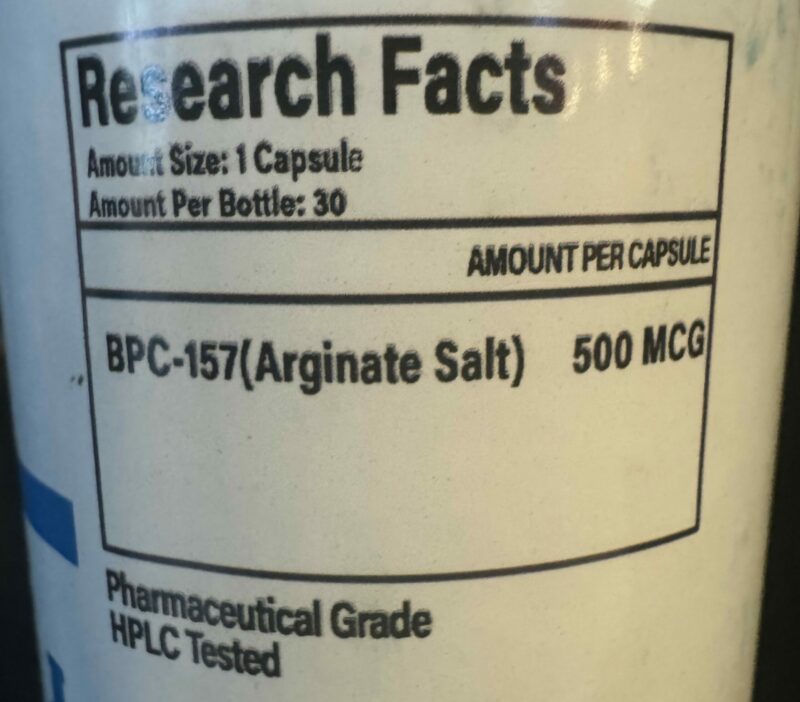 Research Facts
Amount Size: 1 Capsule
Amount Per Bottle: 30
AMOUNT PER CAPSULE
BPC-157(Arginate Salt) 500 MCG
Pharmaceutical Grade
HPLC Tested